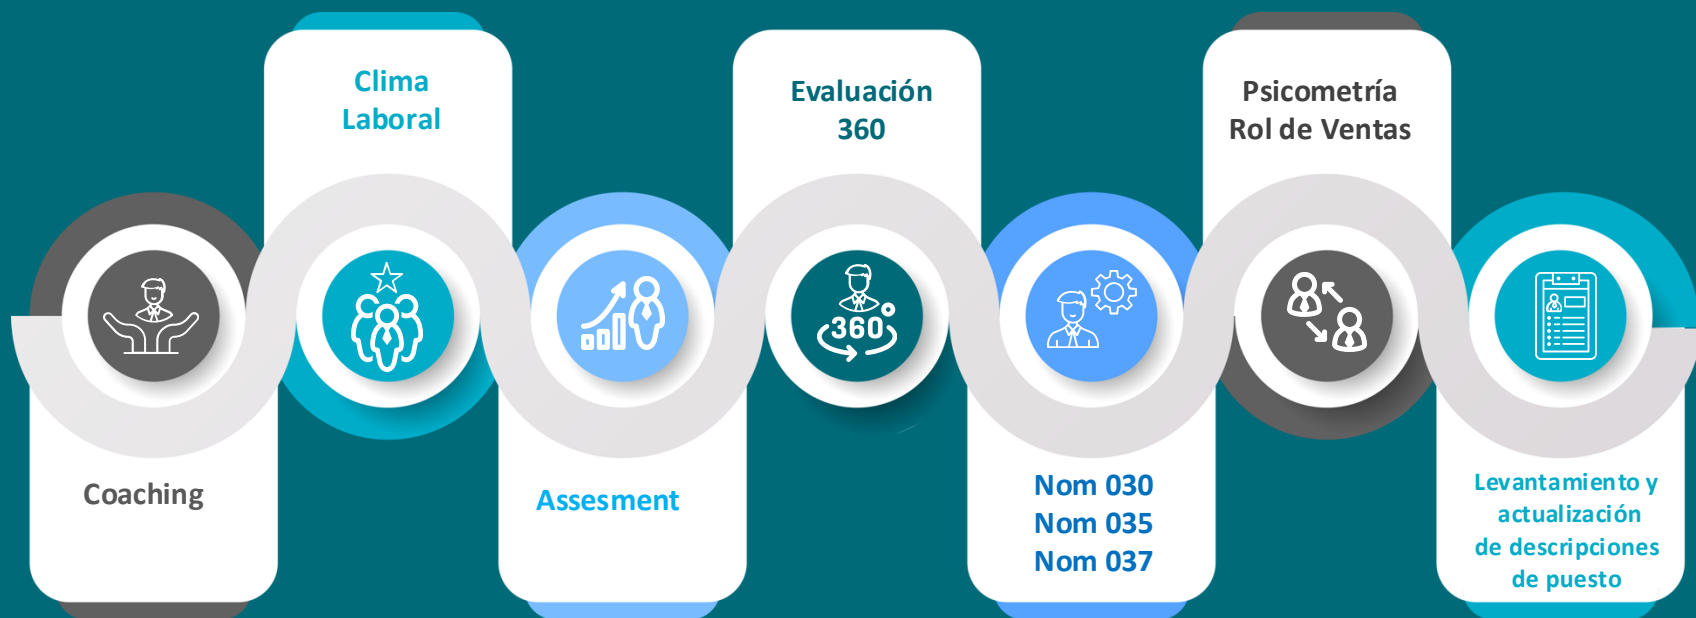 Coaching
Clima
Laboral
Assesment
Evaluación
360
360
Nom 030
Nom 035
Nom 037
Psicometría
Rol de Ventas
Levantamiento y
actualización
de descripciones
de puesto